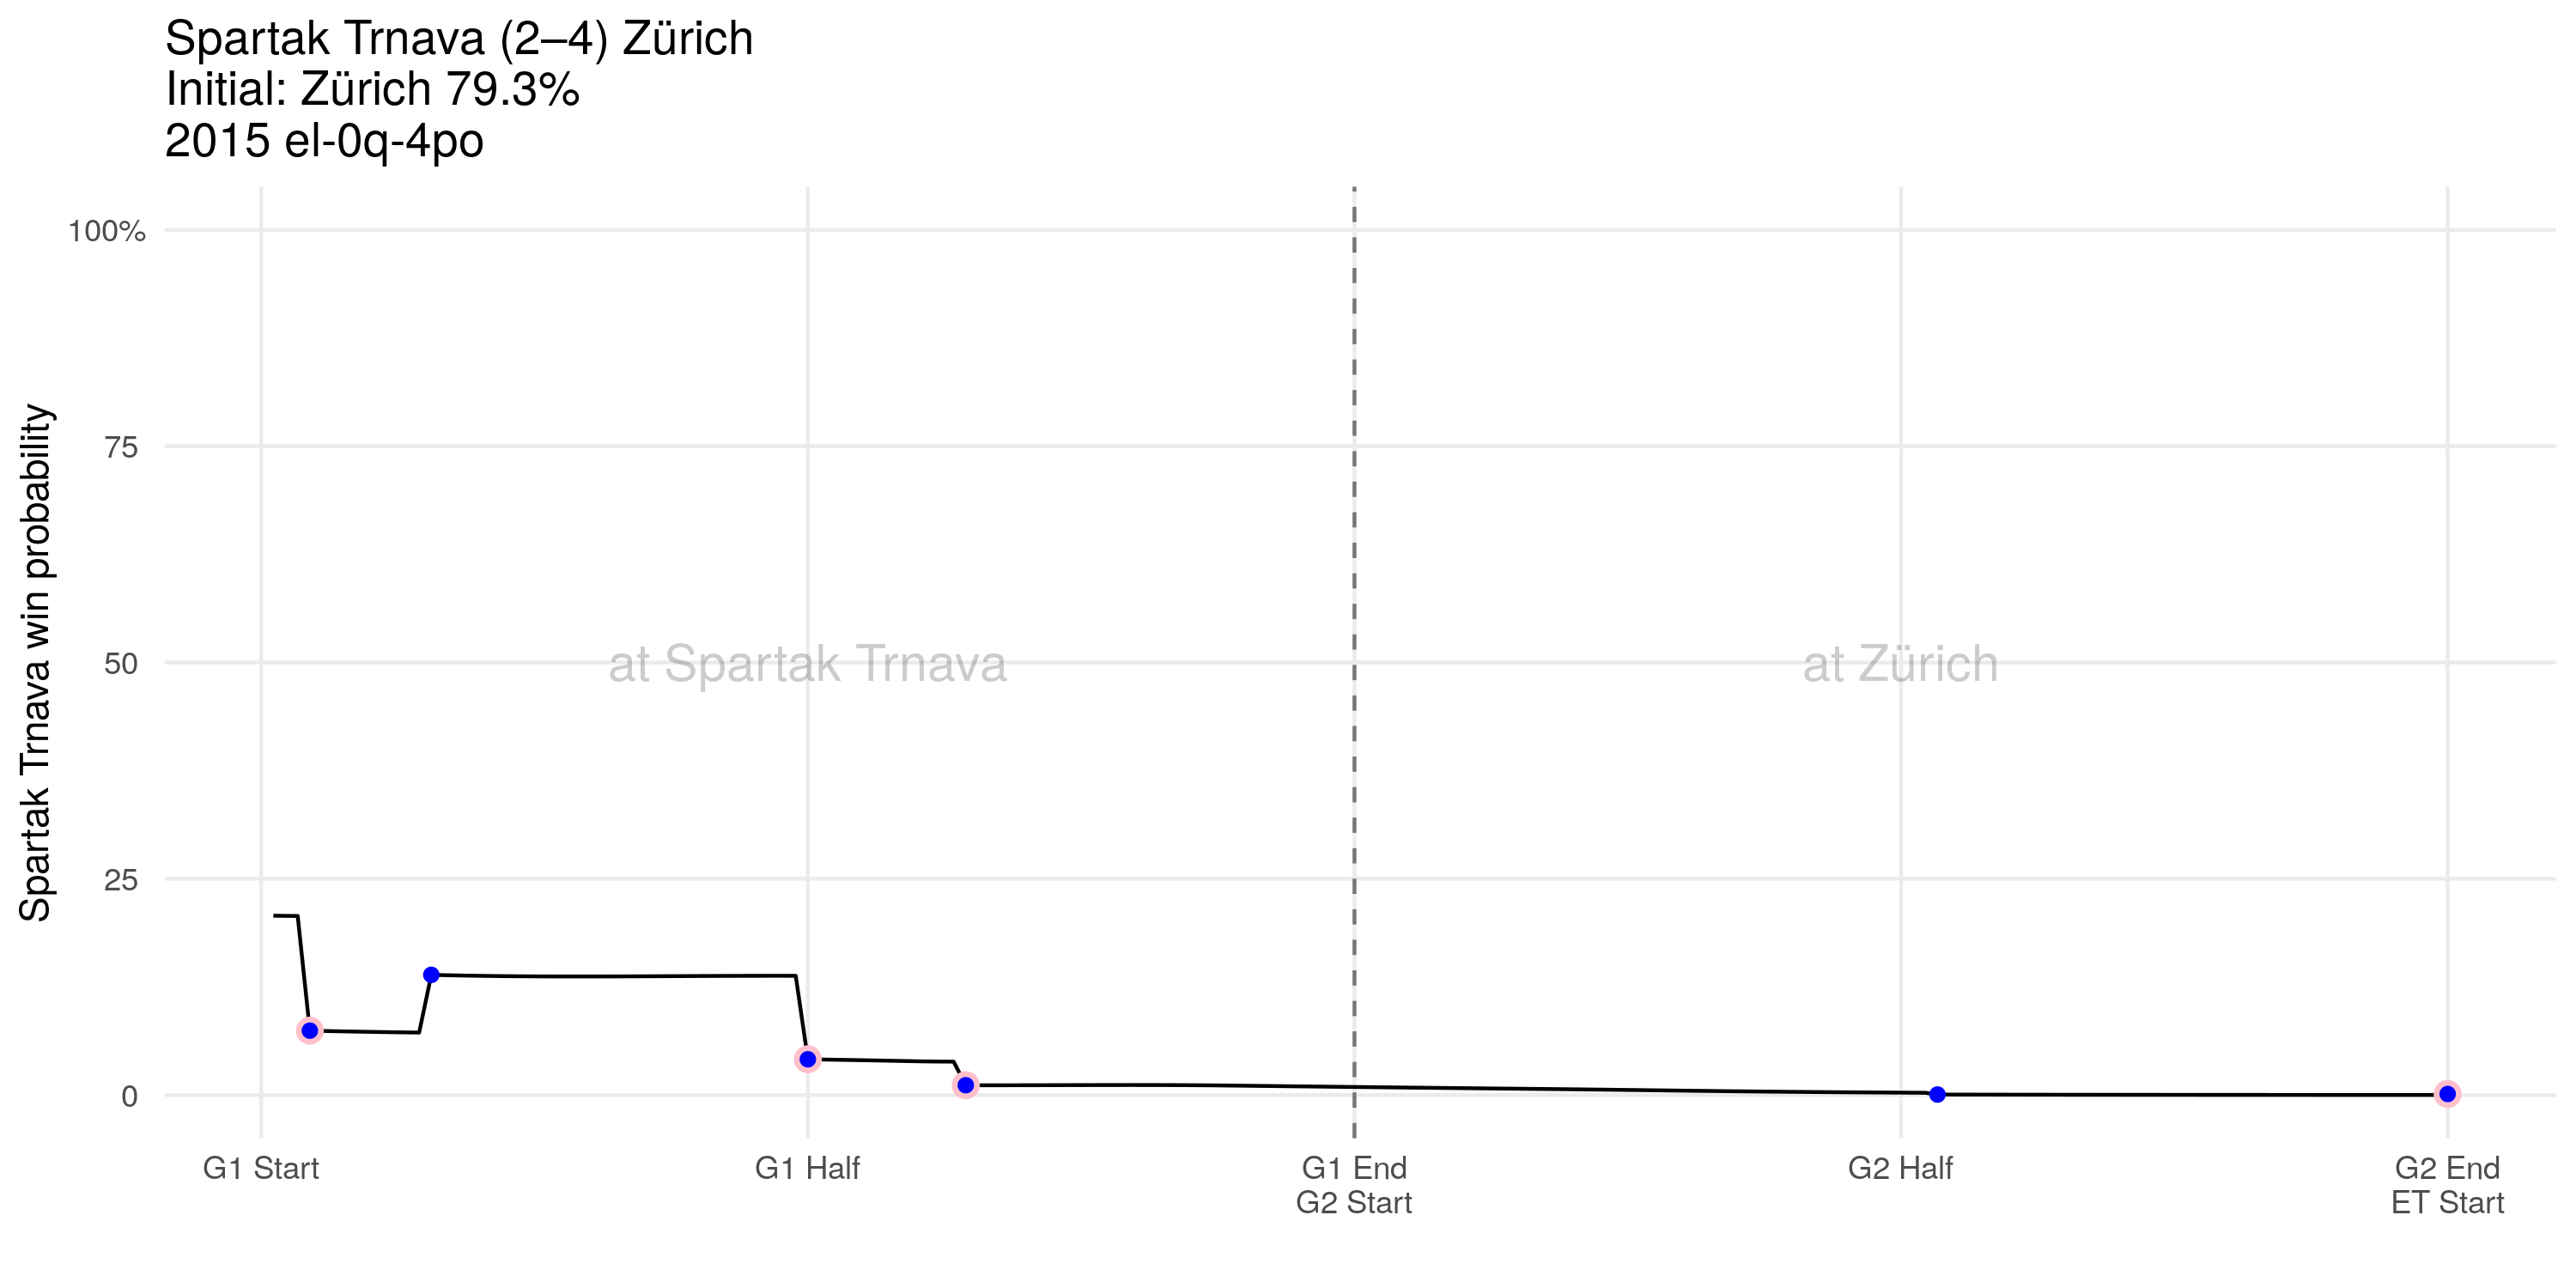 Spartak Trnava (2–4) Zürich
Initial: Zürich 79.3%
2015 el-0q-4po
Spartak Trnava win probability
100%
75
50
25
0
at Spartak Trnava
at Zürich
G1 Start
G1 Half
G1 End
G2 Start
G2 Half
G2 End
ET Start